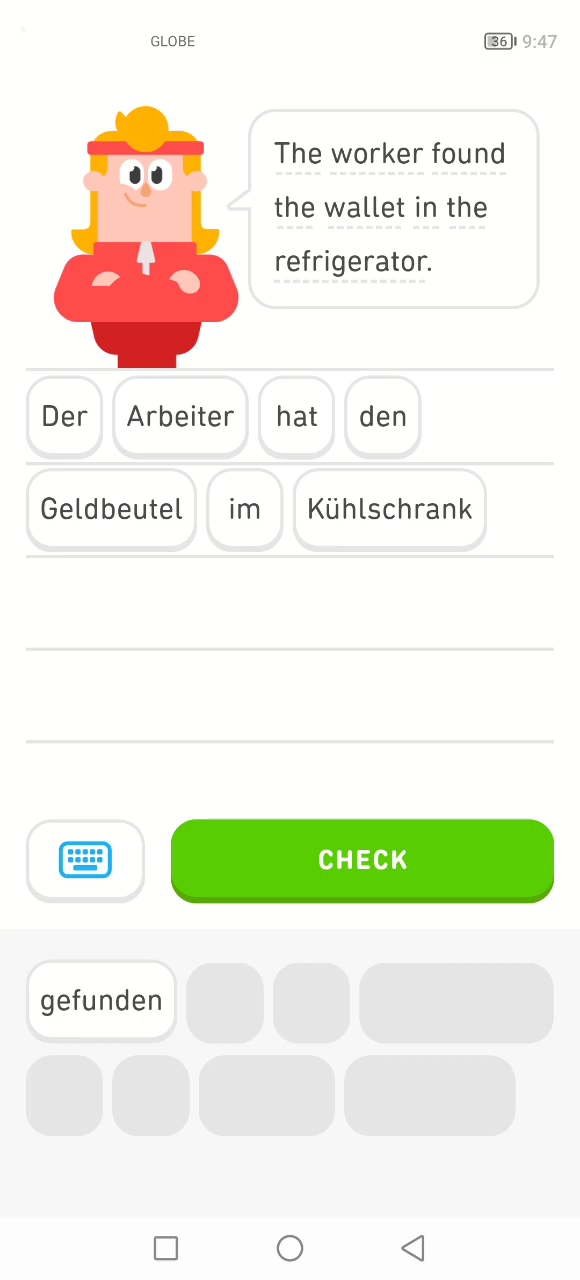 GLOBE 36 9:47
The worker found
the wallet in the
refrigerator.
Der Arbeiter hat den
Geldbeutel im Kühlschrank
CHECK
gefunden